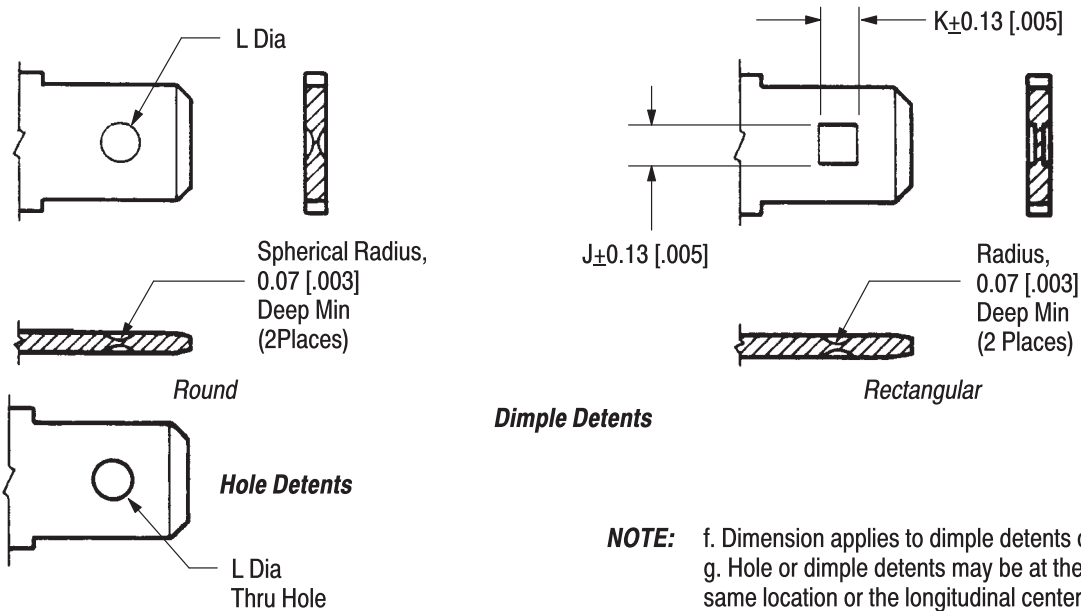 L Dia
K±0.13 [.005]
J±0.13 [.005]
Spherical Radius,
0.07 [.003]
Deep Min
(2Places)
Radius,
0.07 [.003]
Deep Min
(2 Places)
Round
Rectangular
Dimple Detents
Hole Detents
L Dia
Thru Hole
NOTE: f. Dimension applies to dimple detents
g. Hole or dimple detents may be at the
same location or the longitudinal center